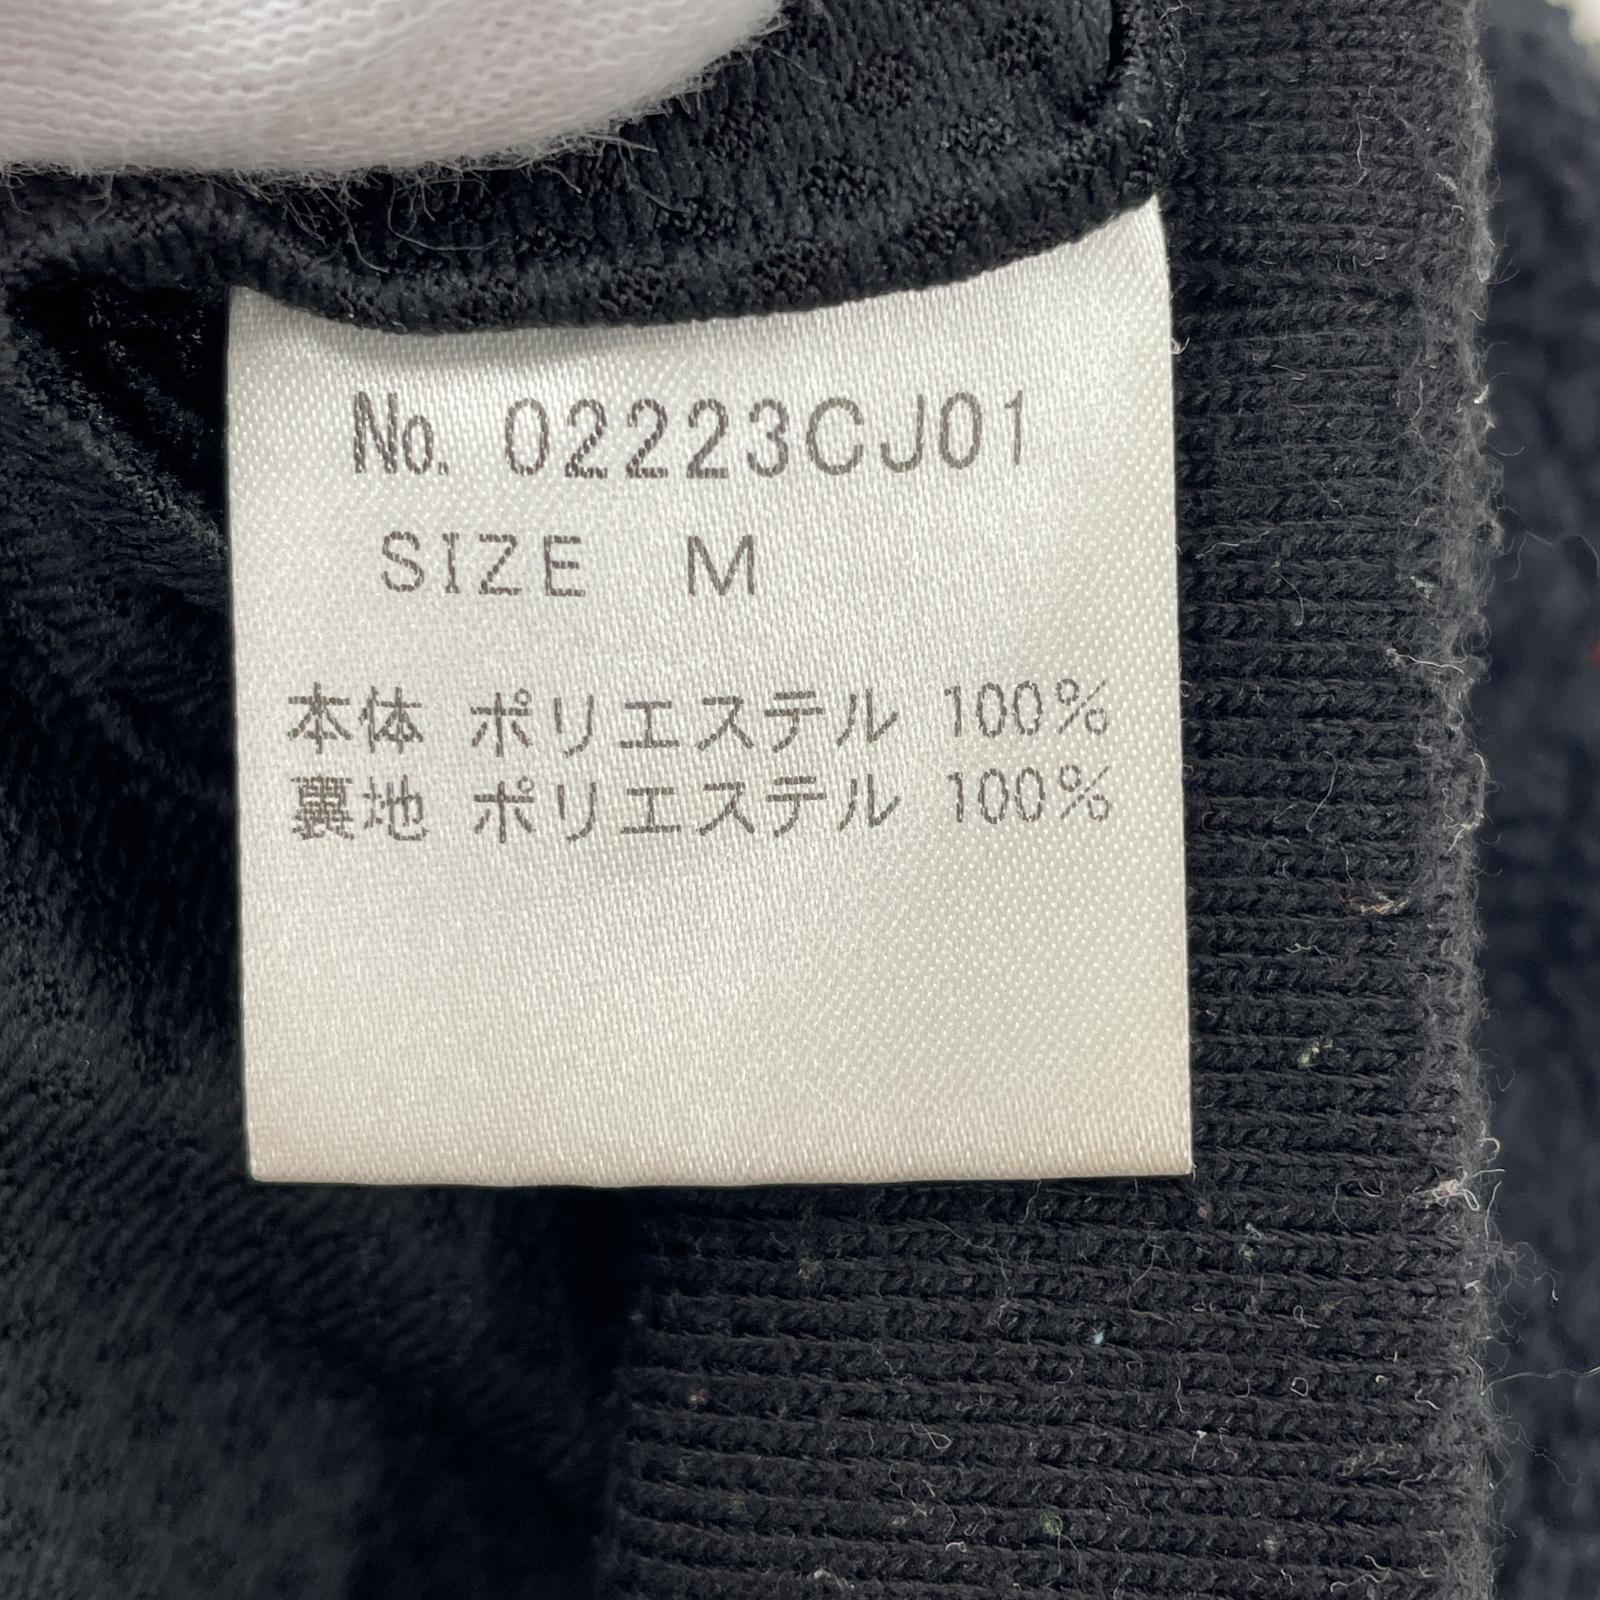 No. 02223CJ01
SIZE M
本体 ポリエステル 100%
裏地 ポリエステル 100%